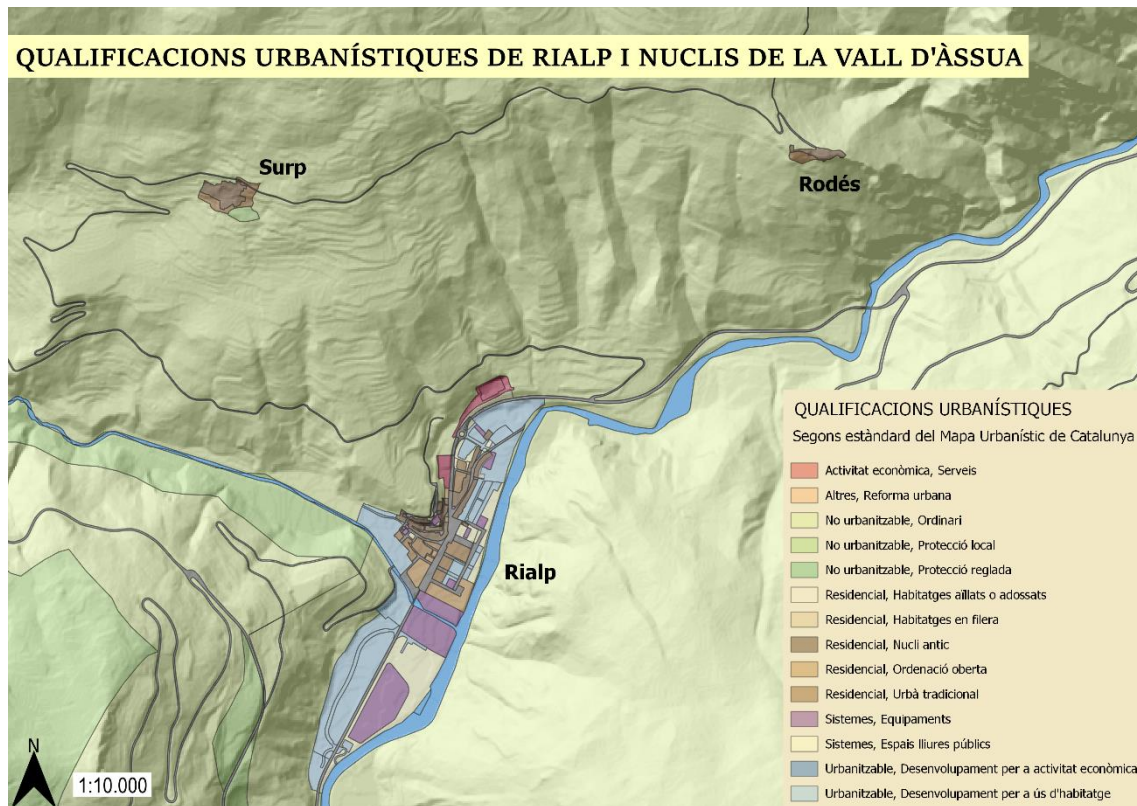 QUALIFICACIONS URBANÍSTIQUES DE RIALP I NUCLIS DE LA VALL D'ÀSSUA
Surp
Rodés
Rialp
QUALIFICACIONS URBANÍSTIQUES
Segons estàndard del Mapa Urbanístic de Catalunya
Activitat econòmica, Serveis
Altres, Reforma urbana
No urbanitzable, Ordinari
No urbanitzable, Protecció local
No urbanitzable, Protecció reglada
Residencial, Habitatges aïllats o adossats
Residencial, Habitatges en filera
Residencial, Nucli antic
Residencial, Ordenació oberta
Residencial, Urbà tradicional
Sistemes, Equipaments
Sistemes, Espais lliures públics
Urbanitzable, Desenvolupament per a activitat econòmica
Urbanitzable, Desenvolupament per a ús d'habitatge
N
1:10.000